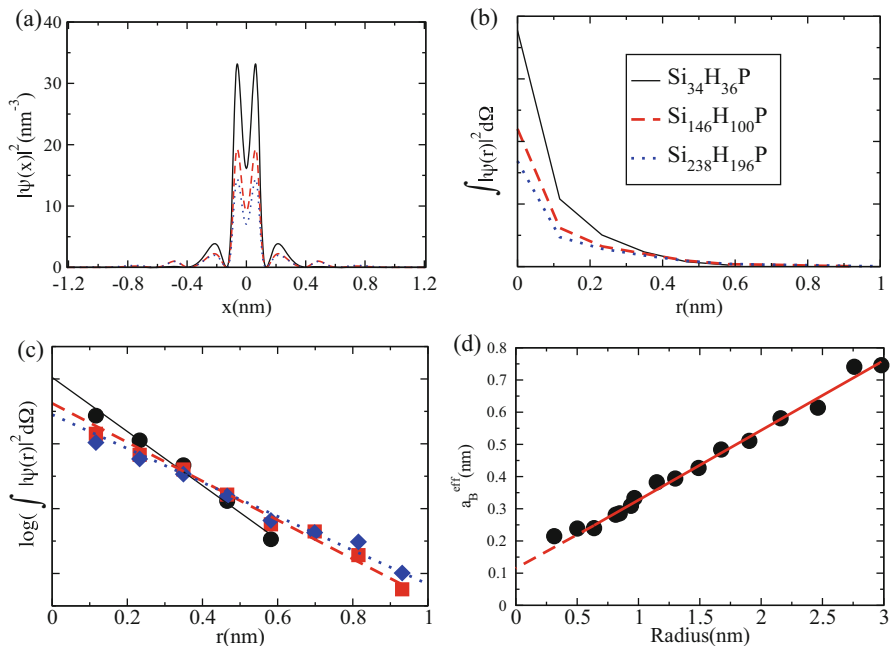 (a)
|ψ(x)|²(nm⁻³)
40
30
20
10
0
-1.2 -0.8 -0.4 0 0.4 0.8 1.2
x(nm)
(b)
∫ |ψ(r)|²dΩ
Si₃₄H₃₆P
Si₁₄₆H₁₀₀P
Si₂₃₈H₁₉₆P
0 0.2 0.4 0.6 0.8 1
r(nm)
(c)
log(∫ hψ(r)|²dΩ)
0 0.2 0.4 0.6 0.8 1
r(nm)
(d)
a_B^eff(nm)
0.8
0.7
0.6
0.5
0.4
0.3
0.2
0.1
0
0 0.5 1 1.5 2 2.5 3
Radius(nm)